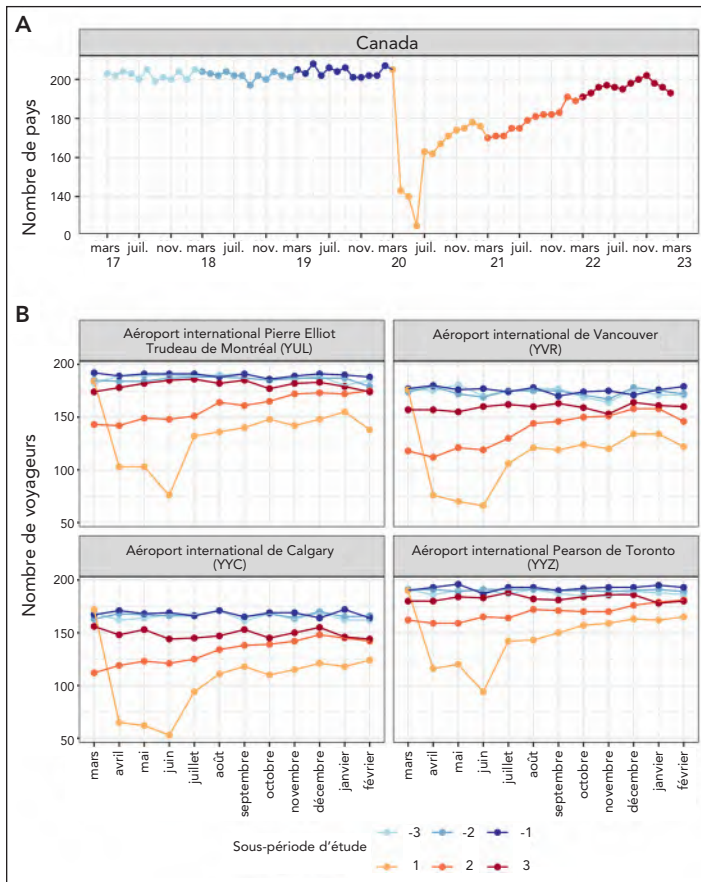 A
Canada
Nombre de pays
200
180
160
140
0
mars juil. nov. mars juil. nov. mars juil. nov. mars juil. nov. mars juil. nov. mars juil. nov. mars
17 18 19 20 21 22 23
B
Nombre de voyageurs
Aéroport international Pierre Elliot
Trudeau de Montréal (YUL)
Aéroport international de Vancouver
(YVR)
200
150
100
50
Aéroport international de Calgary
(YYC)
Aéroport international Pearson de Toronto
(YYZ)
200
150
100
50
mars avril mai juin juillet août septembre octobre novembre décembre janvier février
mars avril mai juin juillet août septembre octobre novembre décembre janvier février
Sous-période d'étude
-3 -2 -1
1 2 3